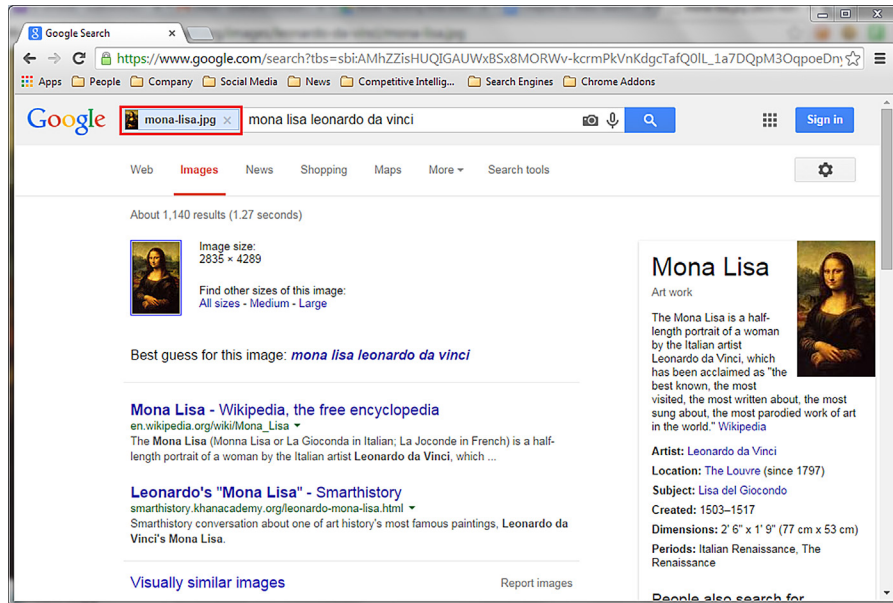 Google Search
https://www.google.com/search?tbs=sbi:AMhZZisHUQIGAUWxBSx8MORWv-kcrmPkVnKdgcTafQ0lL_1a7DQpM3OqpoeDny
Apps People Company Social Media News Competitive Intellig... Search Engines Chrome Addons
Google mona-lisa.jpg × mona lisa leonardo da vinci Sign in
Web Images News Shopping Maps More Search tools
About 1,140 results (1.27 seconds)
Image size:
2835 × 4289
Find other sizes of this image:
All sizes - Medium - Large
Best guess for this image: mona lisa leonardo da vinci
Mona Lisa - Wikipedia, the free encyclopedia
en.wikipedia.org/wiki/Mona_Lisa
The Mona Lisa (Monna Lisa or La Gioconda in Italian; La Joconde in French) is a half-
length portrait of a woman by the Italian artist Leonardo da Vinci, which ...
Leonardo's "Mona Lisa" - Smarthistory
smarthistory.khanacademy.org/leonardo-mona-lisa.html
Smarthistory conversation about one of art history's most famous paintings, Leonardo da
Vinci's Mona Lisa.
Visually similar images
Report images
Mona Lisa
Art work
The Mona Lisa is a half-
length portrait of a woman
by the Italian artist
Leonardo da Vinci, which
has been acclaimed as "the
best known, the most
visited, the most written about, the most
sung about, the most parodied work of art
in the world." Wikipedia
Artist: Leonardo da Vinci
Location: The Louvre (since 1797)
Subject: Lisa del Giocondo
Created: 1503–1517
Dimensions: 2' 6" x 1' 9" (77 cm x 53 cm)
Periods: Italian Renaissance, The
Renaissance
People also search for